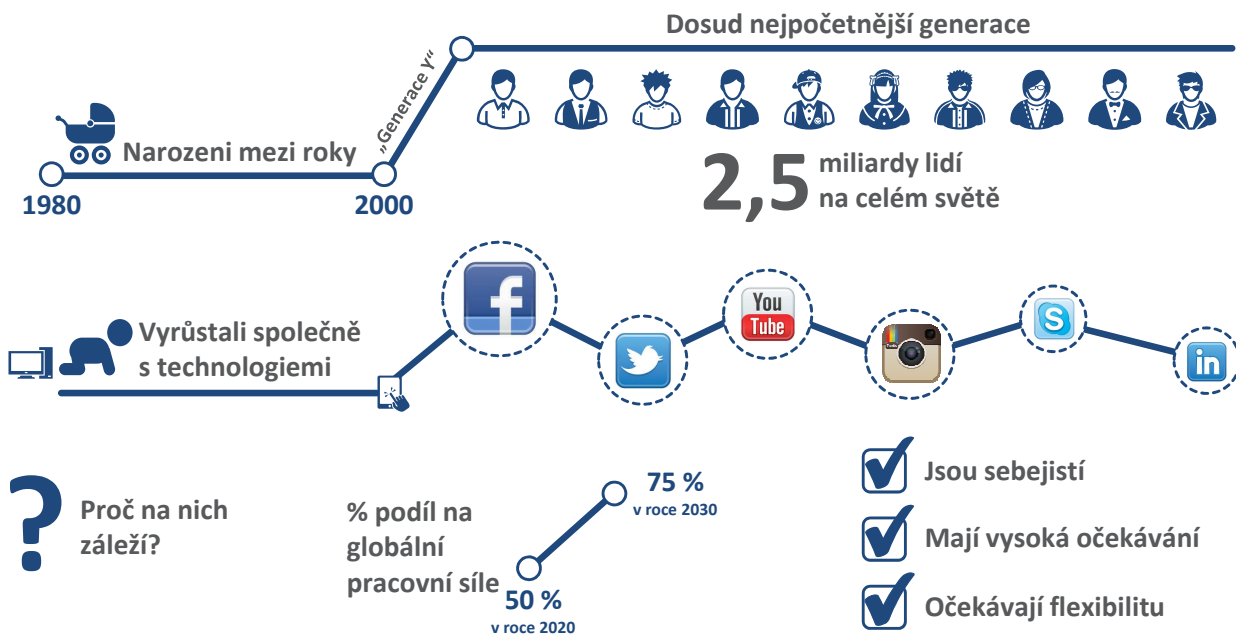 Dosud nejpočetnější generace
„Generace Y“
Narozeni mezi roky
1980
2000
2,5
miliardy lidí
na celém světě
Vyrůstali společně
s technologiemi
f
You
Tube
S
in
?
Proč na nich
záleží?
% podíl na
globální
pracovní síle
75 %
v roce 2030
50 %
v roce 2020
Jsou sebejistí
Mají vysoká očekávání
Očekávají flexibilitu